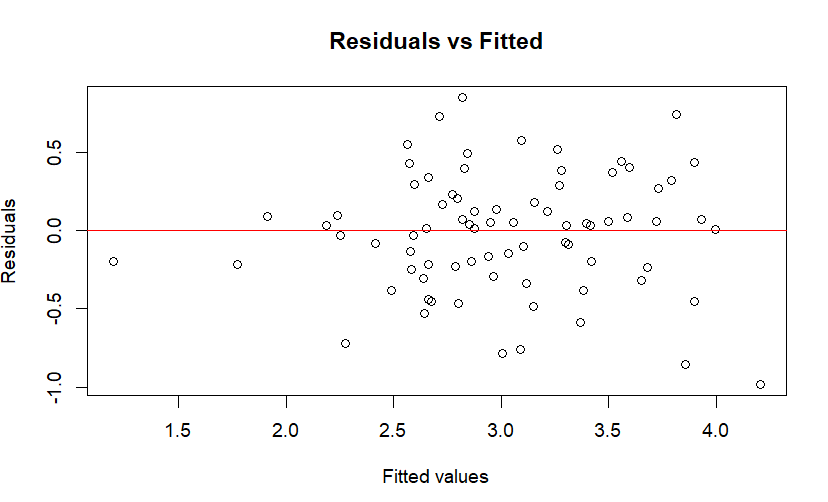 Residuals vs Fitted
Residuals
0.5
0.0
-0.5
-1.0
1.5 2.0 2.5 3.0 3.5 4.0
Fitted values